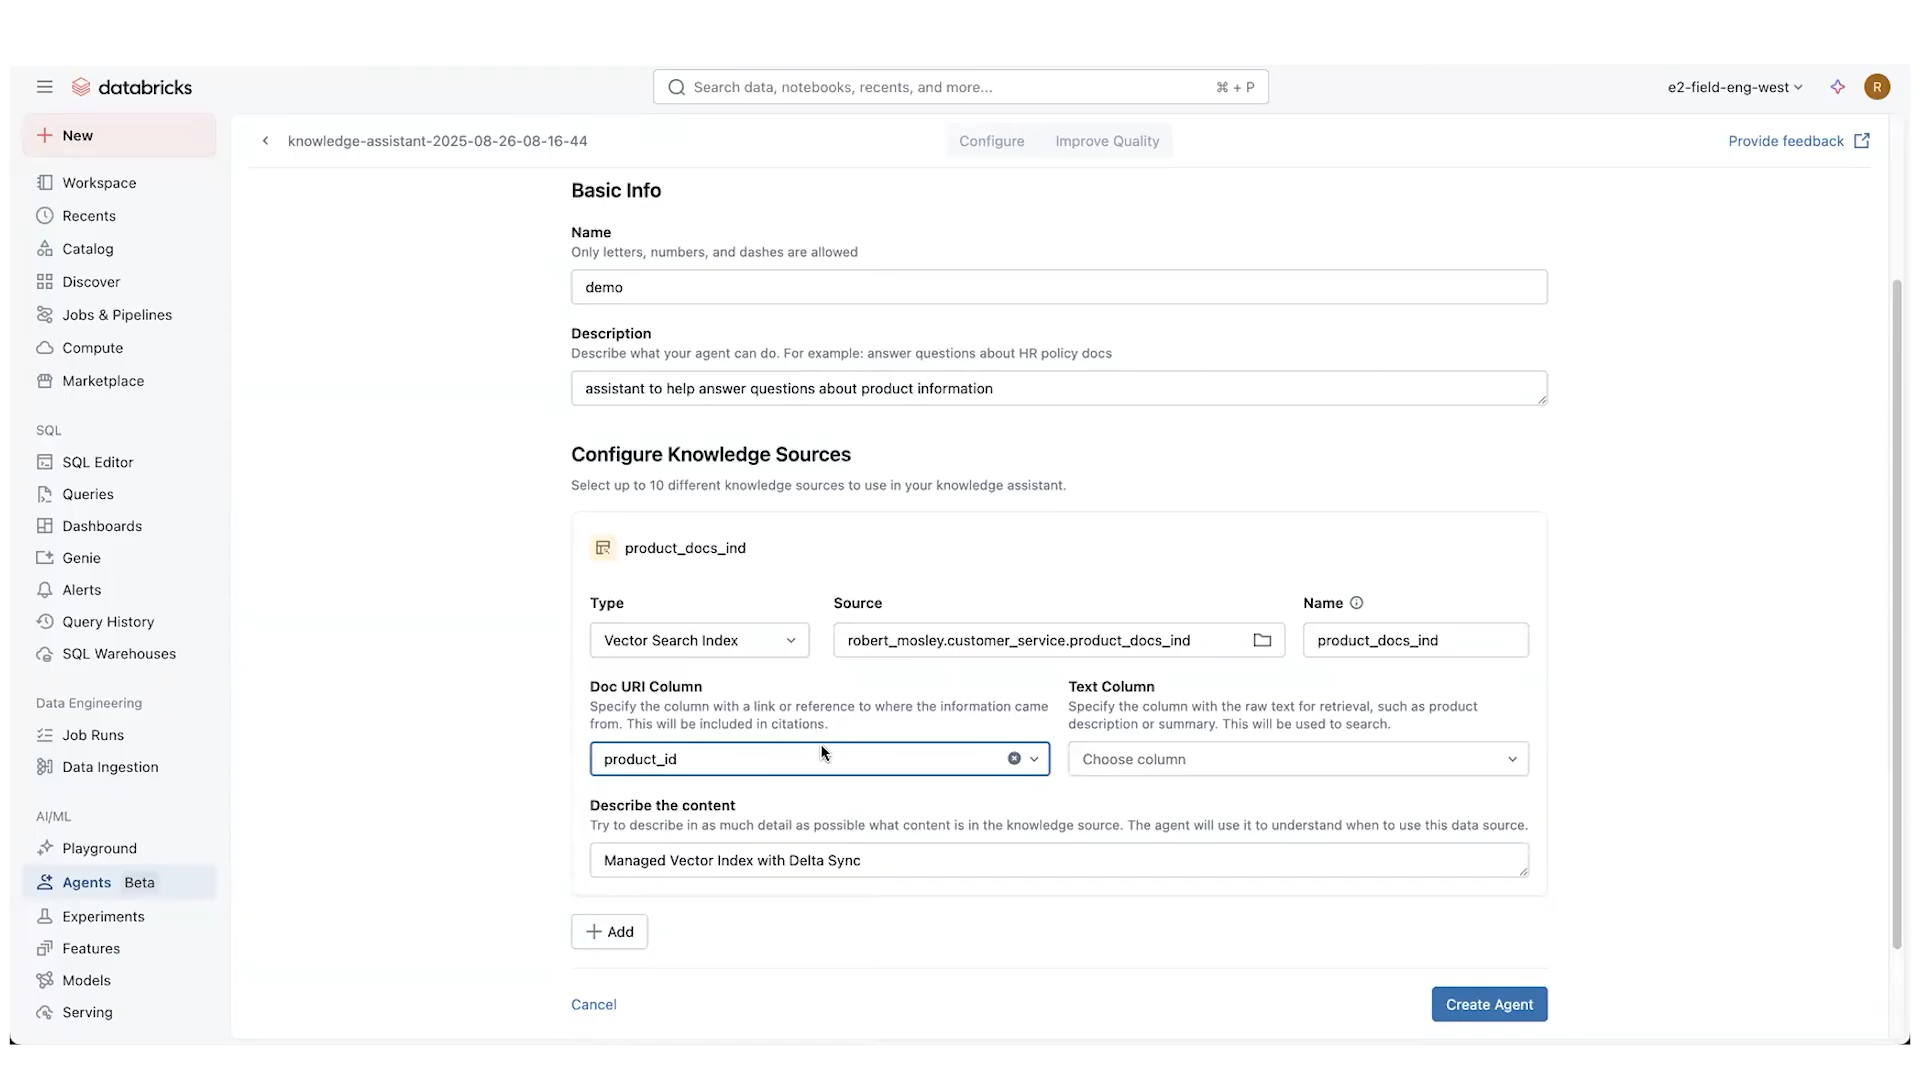 databricks
Search data, notebooks, recents, and more...
⌘ + P
e2-field-eng-west
R
New
Workspace
Recents
Catalog
Discover
Jobs & Pipelines
Compute
Marketplace
SQL
SQL Editor
Queries
Dashboards
Genie
Alerts
Query History
SQL Warehouses
Data Engineering
Job Runs
Data Ingestion
AI/ML
Playground
Agents Beta
Experiments
Features
Models
Serving
knowledge-assistant-2025-08-26-08-16-44
Configure
Improve Quality
Provide feedback
Basic Info
Name
Only letters, numbers, and dashes are allowed
demo
Description
Describe what your agent can do. For example: answer questions about HR policy docs
assistant to help answer questions about product information
Configure Knowledge Sources
Select up to 10 different knowledge sources to use in your knowledge assistant.
product_docs_ind
Type
Source
Name
Vector Search Index
robert_mosley.customer_service.product_docs_ind
product_docs_ind
Doc URI Column
Specify the column with a link or reference to where the information came
from. This will be included in citations.
product_id
Text Column
Specify the column with the raw text for retrieval, such as product
description or summary. This will be used to search.
Choose column
Describe the content
Try to describe in as much detail as possible what content is in the knowledge source. The agent will use it to understand when to use this data source.
Managed Vector Index with Delta Sync
Add
Cancel
Create Agent